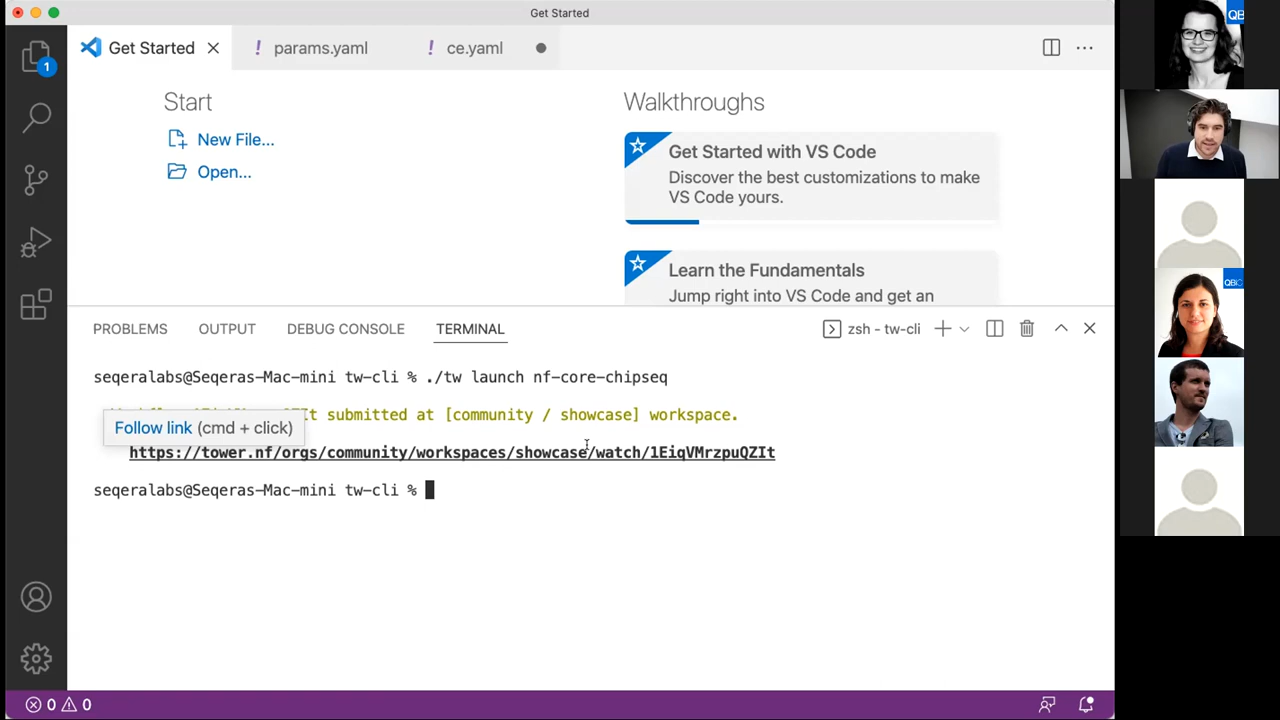 Get Started
Get Started
! params.yaml
! ce.yaml
1
Start
New File...
Open...
Walkthroughs
Get Started with VS Code
Discover the best customizations to make
VS Code yours.
Learn the Fundamentals
Jump right into VS Code and get an
PROBLEMS OUTPUT DEBUG CONSOLE TERMINAL
zsh - tw-cli
seqeralabs@Seqeras-Mac-mini tw-cli % ./tw launch nf-core-chipseq
submitted at [community / showcase] workspace.
Follow link (cmd + click)
https://tower.nf/orgs/community/workspaces/showcase/watch/1EiqVMrzpuQZIt
seqeralabs@Seqeras-Mac-mini tw-cli %
0 0
QBiC